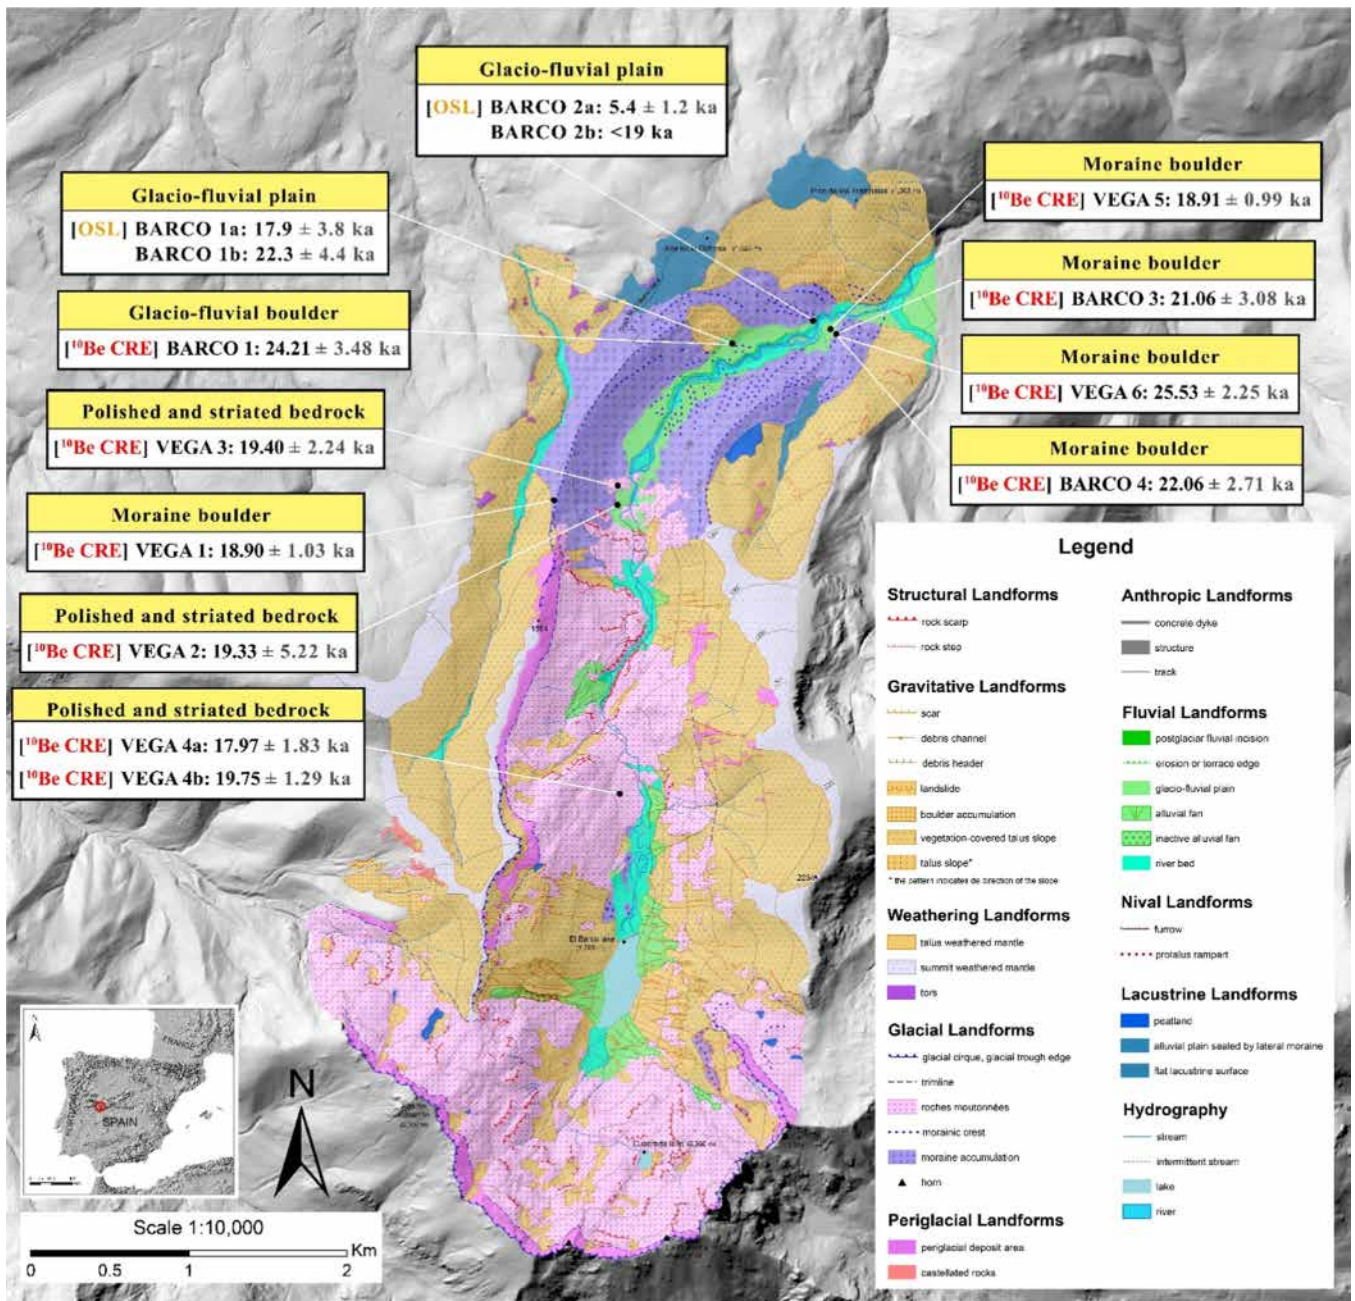 Glacio-fluvial plain
[OSL] BARCO 2a: 5.4 ± 1.2 ka
BARCO 2b: <19 ka
Glacio-fluvial plain
[OSL] BARCO 1a: 17.9 ± 3.8 ka
BARCO 1b: 22.3 ± 4.4 ka
Glacio-fluvial boulder
[¹⁰Be CRE] BARCO 1: 24.21 ± 3.48 ka
Polished and striated bedrock
[¹⁰Be CRE] VEGA 3: 19.40 ± 2.24 ka
Moraine boulder
[¹⁰Be CRE] VEGA 1: 18.90 ± 1.03 ka
Polished and striated bedrock
[¹⁰Be CRE] VEGA 2: 19.33 ± 5.22 ka
Polished and striated bedrock
[¹⁰Be CRE] VEGA 4a: 17.97 ± 1.83 ka
[¹⁰Be CRE] VEGA 4b: 19.75 ± 1.29 ka
Moraine boulder
[¹⁰Be CRE] VEGA 5: 18.91 ± 0.99 ka
Moraine boulder
[¹⁰Be CRE] BARCO 3: 21.06 ± 3.08 ka
Moraine boulder
[¹⁰Be CRE] VEGA 6: 25.53 ± 2.25 ka
Moraine boulder
[¹⁰Be CRE] BARCO 4: 22.06 ± 2.71 ka
El Barco
Legend
Structural Landforms
rock scarp
rock step
Gravitative Landforms
scar
debris channel
debris header
landslide
boulder accumulation
vegetation-covered talus slope
talus slope*
* the pattern indicates de direction of the slope
Weathering Landforms
talus weathered mantle
summit weathered mantle
tors
Glacial Landforms
glacial cirque, glacial trough edge
trimline
roches moutonnées
morainic crest
moraine accumulation
horn
Periglacial Landforms
periglacial deposit area
castellated rocks
Anthropic Landforms
concrete dyke
structure
track
Fluvial Landforms
postglaciar fluvial incision
erosion or terrace edge
glacio-fluvial plain
alluvial fan
inactive alluvial fan
river bed
Nival Landforms
furrow
protalus rampart
Lacustrine Landforms
peatland
alluvial plain sealed by lateral moraine
flat lacustrine surface
Hydrography
stream
intermittent stream
lake
river
FRANCE
SPAIN
N
Scale 1:10,000
Km
0 0.5 1 2